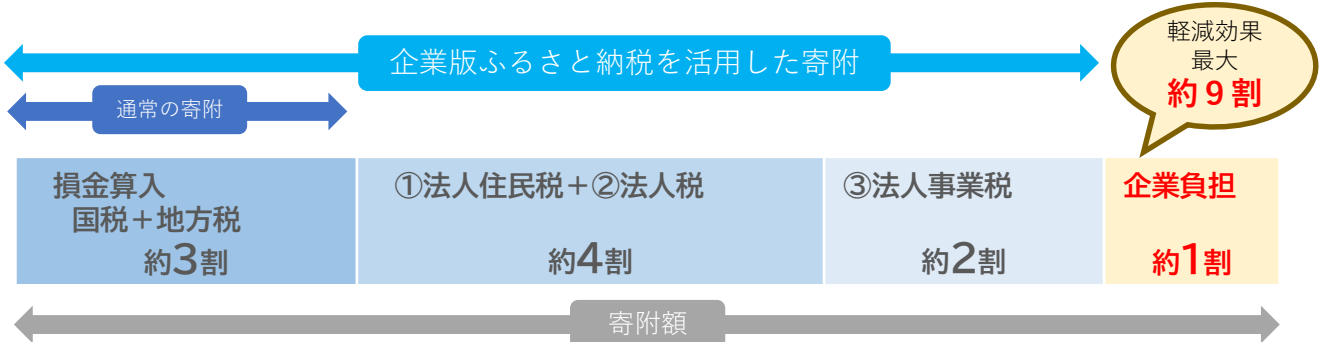 企業版ふるさと納税を活用した寄附
軽減効果
最大
約９割
通常の寄附
損金算入
国税＋地方税
約3割
①法人住民税＋②法人税
約4割
③法人事業税
約2割
企業負担
約1割
寄附額